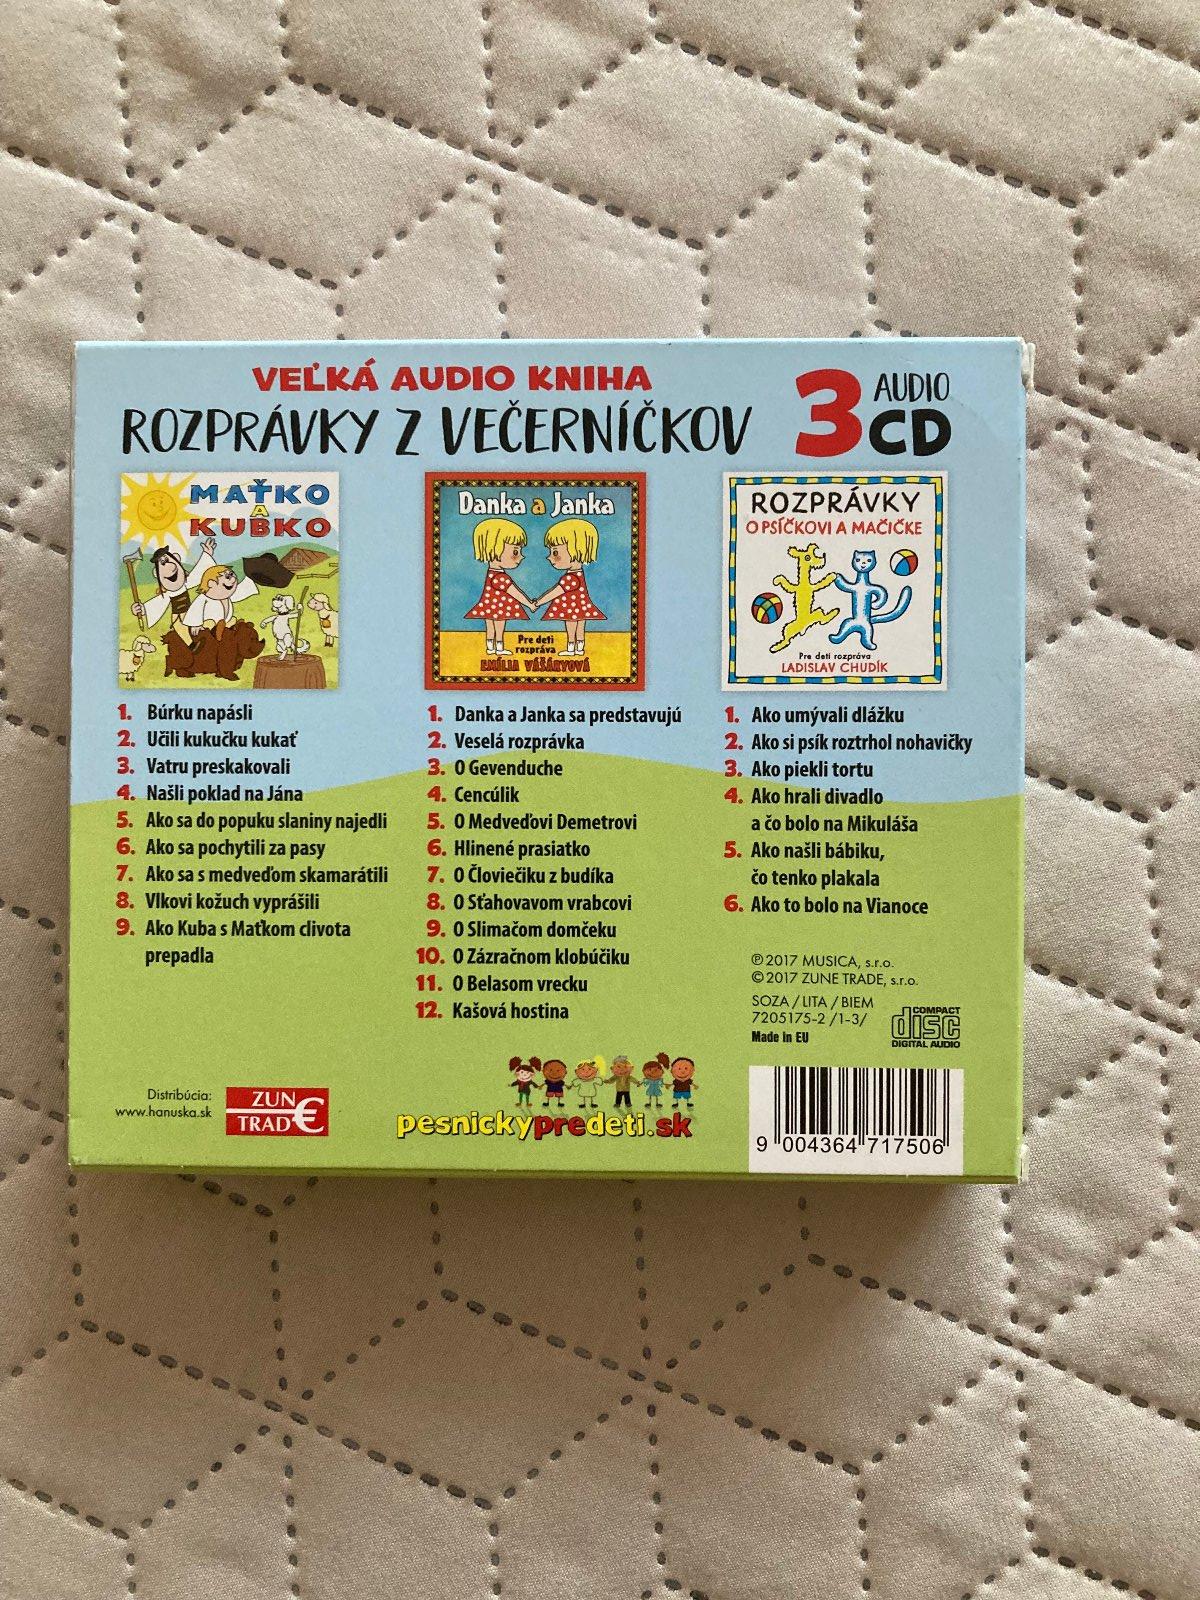 VEĽKÁ AUDIO KNIHA
ROZPRÁVKY Z VEČERNÍČKOV
3 AUDIO
CD
MAŤKO
A
KUBKO
1. Búrku napásli
2. Učili kukučku kukať
3. Vatru preskakovali
4. Našli poklad na Jána
5. Ako sa do popuku slaniny najedli
6. Ako sa pochytili za pasy
7. Ako sa s medveďom skamarátili
8. Vlkovi kožuch vyprášili
9. Ako Kuba s Maťkom clivota
prepadla
Danka a Janka
Pre deti
rozpráva
EMÍLIA VÁŠÁRYOVÁ
1. Danka a Janka sa predstavujú
2. Veselá rozprávka
3. O Gevenduche
4. Cencúlik
5. O Medveďovi Demetrovi
6. Hlinené prasiatko
7. O Človiečiku z budíka
8. O Sťahovavom vrabcovi
9. O Slimačom domčeku
10. O Zázračnom klobúčiku
11. O Belasom vrecku
12. Kašová hostina
ROZPRÁVKY
O PSÍČKOVI A MAČIČKE
Pre deti rozpráva
LADISLAV CHUDÍK
1. Ako umývali dlážku
2. Ako si psík roztrhol nohavičky
3. Ako piekli tortu
4. Ako hrali divadlo
a čo bolo na Mikuláša
5. Ako našli bábiku,
čo tenko plakala
6. Ako to bolo na Vianoce
℗ 2017 MUSICA, s.r.o.
© 2017 ZUNE TRADE, s.r.o.
SOZA / LITA / BIEM
7205175-2 /1-3/
Made in EU
COMPACT
disc
DIGITAL AUDIO
Distribúcia:
www.hanuska.sk
ZUN
TRAD€
pesnickypredeti.sk
9 004364 717506